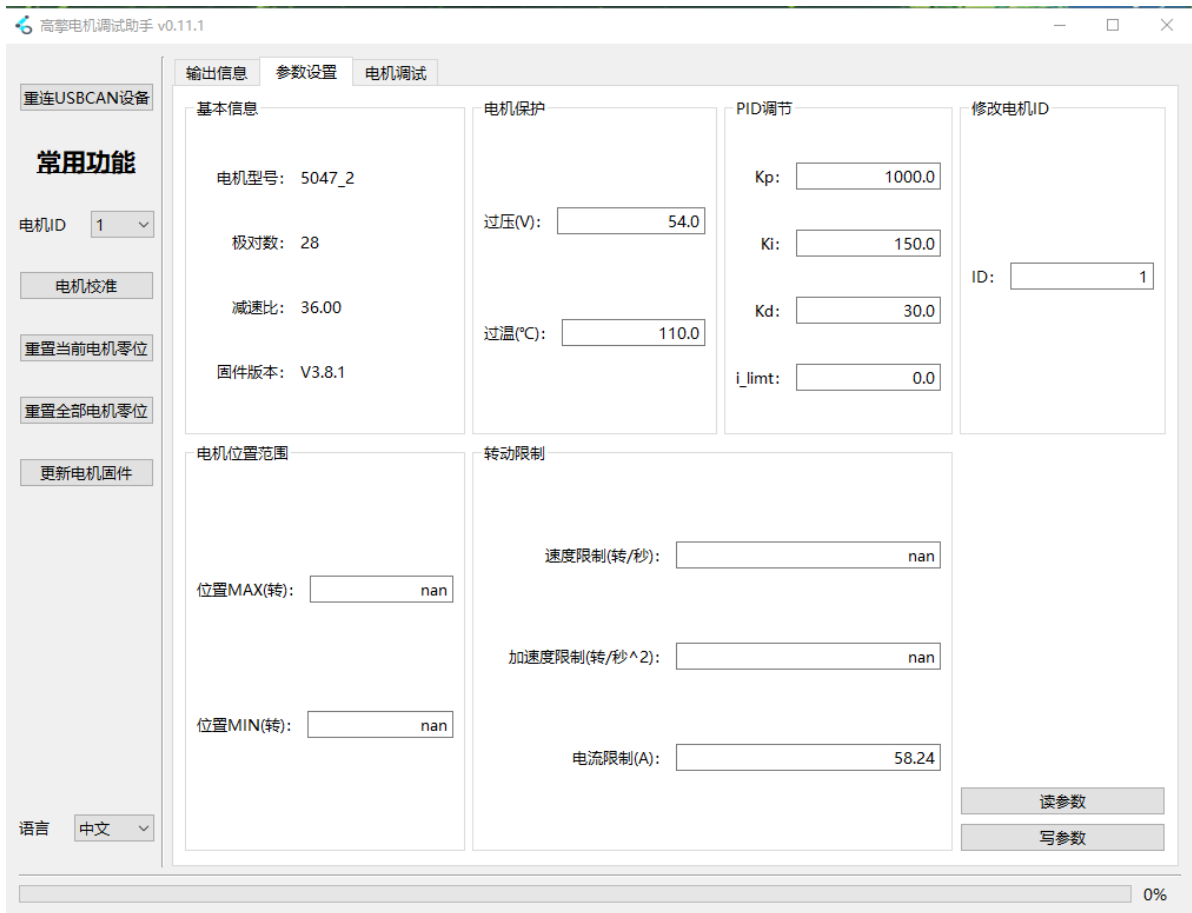 高擎电机调试助手 v0.11.1
重连USBCAN设备
常用功能
电机ID 1
电机校准
重置当前电机零位
重置全部电机零位
更新电机固件
语言 中文
输出信息 参数设置 电机调试
基本信息
电机型号: 5047_2
极对数: 28
减速比: 36.00
固件版本: V3.8.1
电机保护
过压(V): 54.0
过温(℃): 110.0
PID调节
Kp: 1000.0
Ki: 150.0
Kd: 30.0
i_limt: 0.0
修改电机ID
ID: 1
电机位置范围
位置MAX(转): nan
位置MIN(转): nan
转动限制
速度限制(转/秒): nan
加速度限制(转/秒^2): nan
电流限制(A): 58.24
读参数
写参数
0%